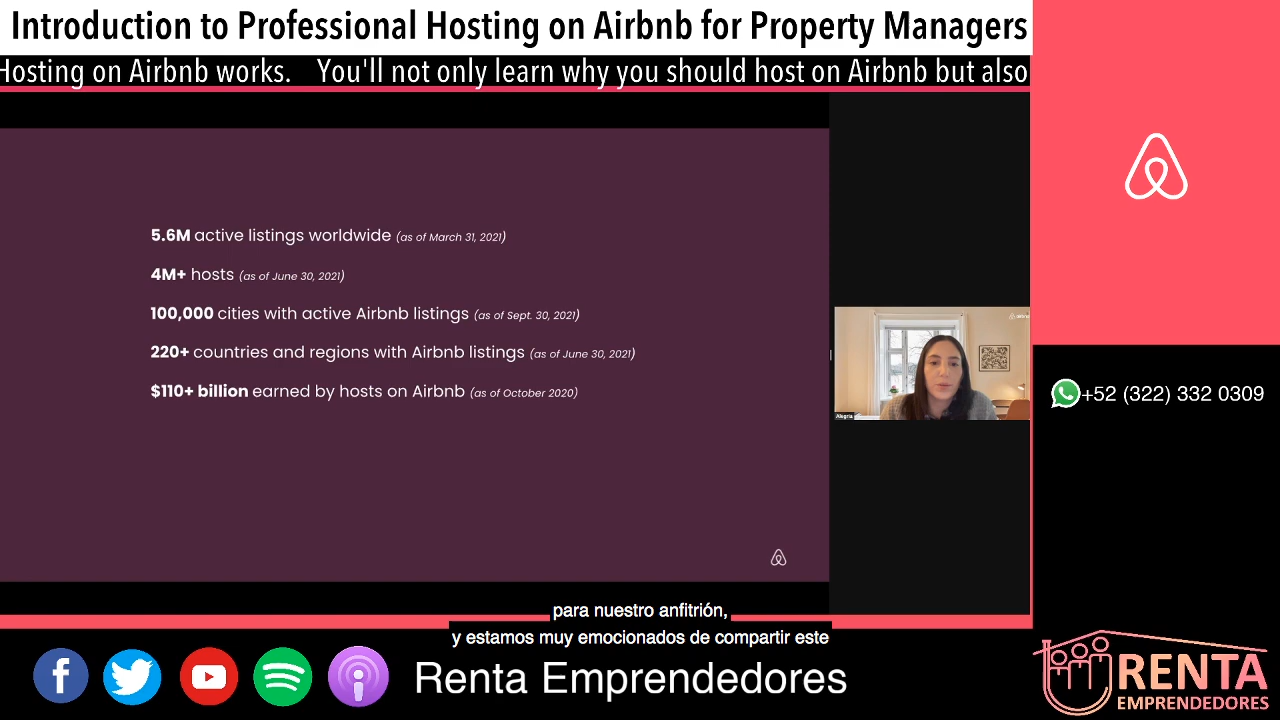 Introduction to Professional Hosting on Airbnb for Property Managers
Hosting on Airbnb works. You'll not only learn why you should host on Airbnb but also
5.6M active listings worldwide (as of March 31, 2021)
4M+ hosts (as of June 30, 2021)
100,000 cities with active Airbnb listings (as of Sept. 30, 2021)
220+ countries and regions with Airbnb listings (as of June 30, 2021)
$110+ billion earned by hosts on Airbnb (as of October 2020)
airbnb
Alegria
+52 (322) 332 0309
para nuestro anfitrión,
y estamos muy emocionados de compartir este
Renta Emprendedores
RENTA
EMPRENDEDORES